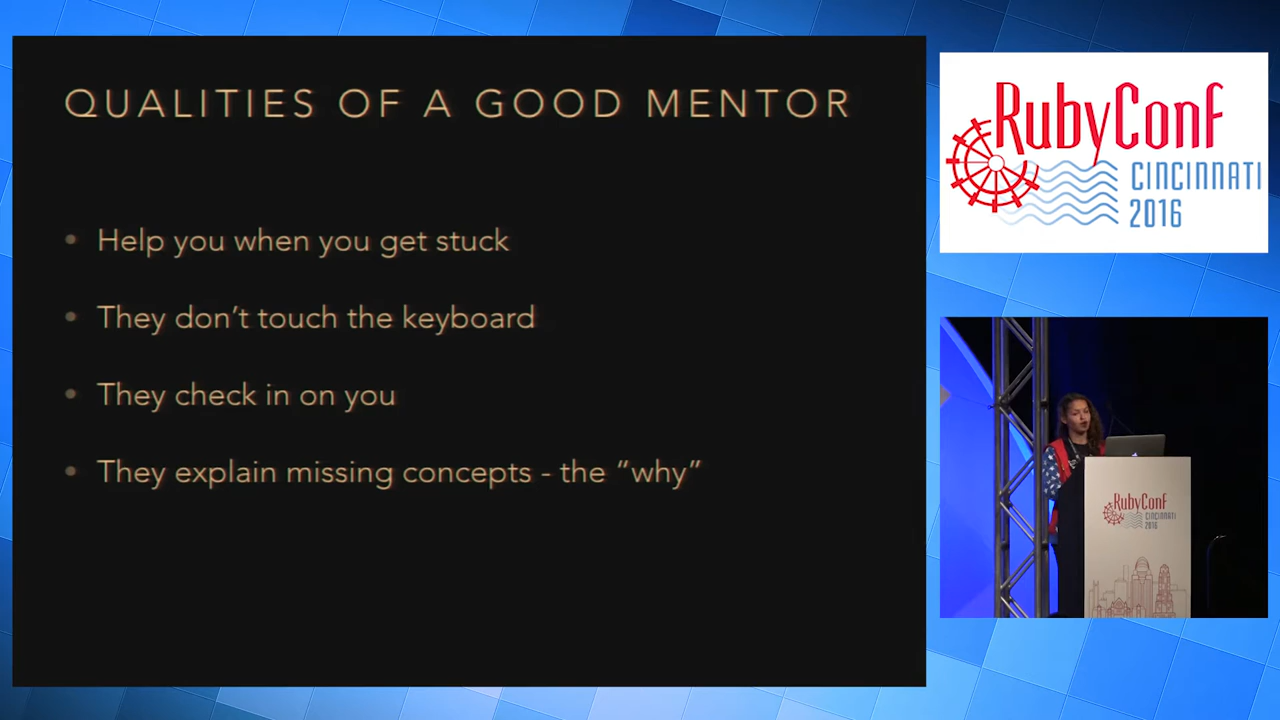 QUALITIES OF A GOOD MENTOR
• Help you when you get stuck
• They don’t touch the keyboard
• They check in on you
• They explain missing concepts - the “why”
RubyConf
CINCINNATI
2016
RubyConf
CINCINNATI
2016